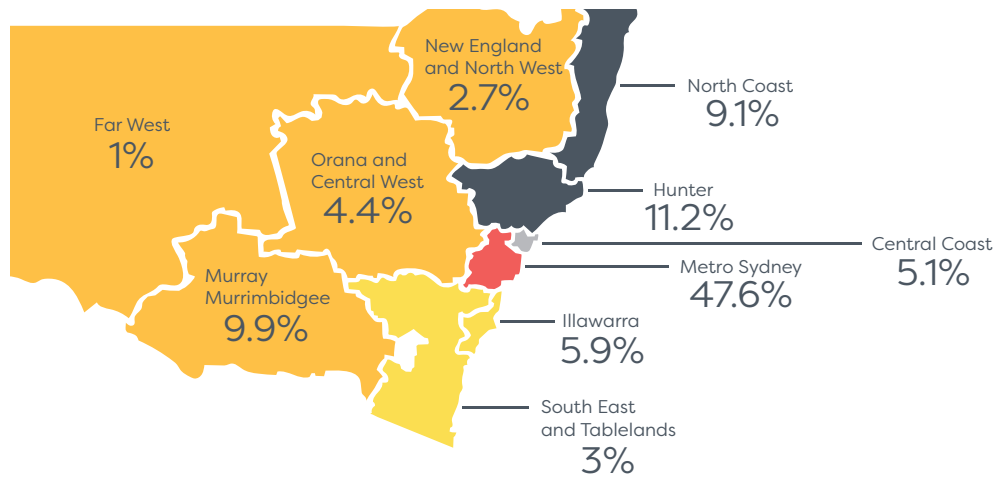 New England
and North West
2.7%
North Coast
9.1%
Far West
1%
Orana and
Central West
4.4%
Hunter
11.2%
Central Coast
5.1%
Metro Sydney
47.6%
Murray
Murrimbidgee
9.9%
Illawarra
5.9%
South East
and Tablelands
3%